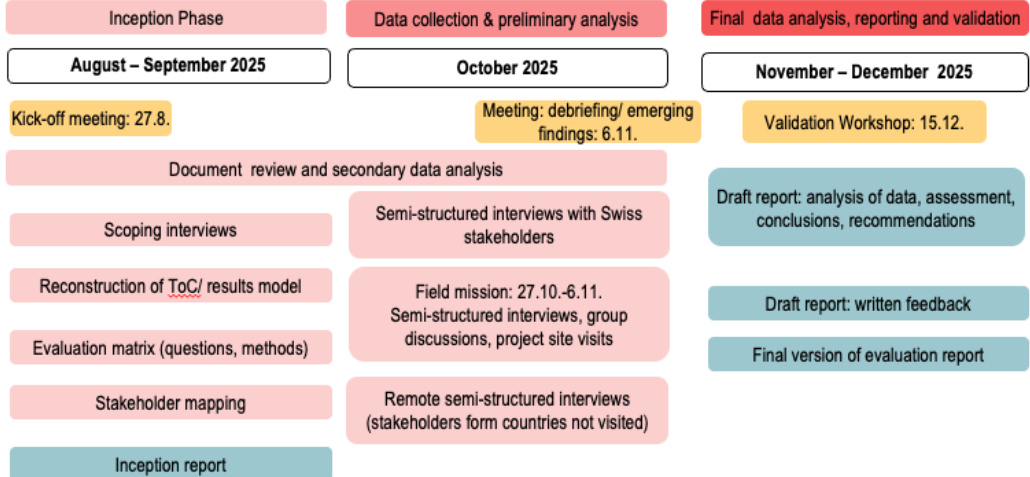 Inception Phase
Data collection & preliminary analysis
Final data analysis, reporting and validation
August – September 2025
October 2025
November – December 2025
Kick-off meeting: 27.8.
Meeting: debriefing/ emerging
findings: 6.11.
Validation Workshop: 15.12.
Document review and secondary data analysis
Scoping interviews
Reconstruction of ToC/ results model
Evaluation matrix (questions, methods)
Stakeholder mapping
Inception report
Semi-structured interviews with Swiss
stakeholders
Field mission: 27.10.-6.11.
Semi-structured interviews, group
discussions, project site visits
Remote semi-structured interviews
(stakeholders form countries not visited)
Draft report: analysis of data, assessment,
conclusions, recommendations
Draft report: written feedback
Final version of evaluation report